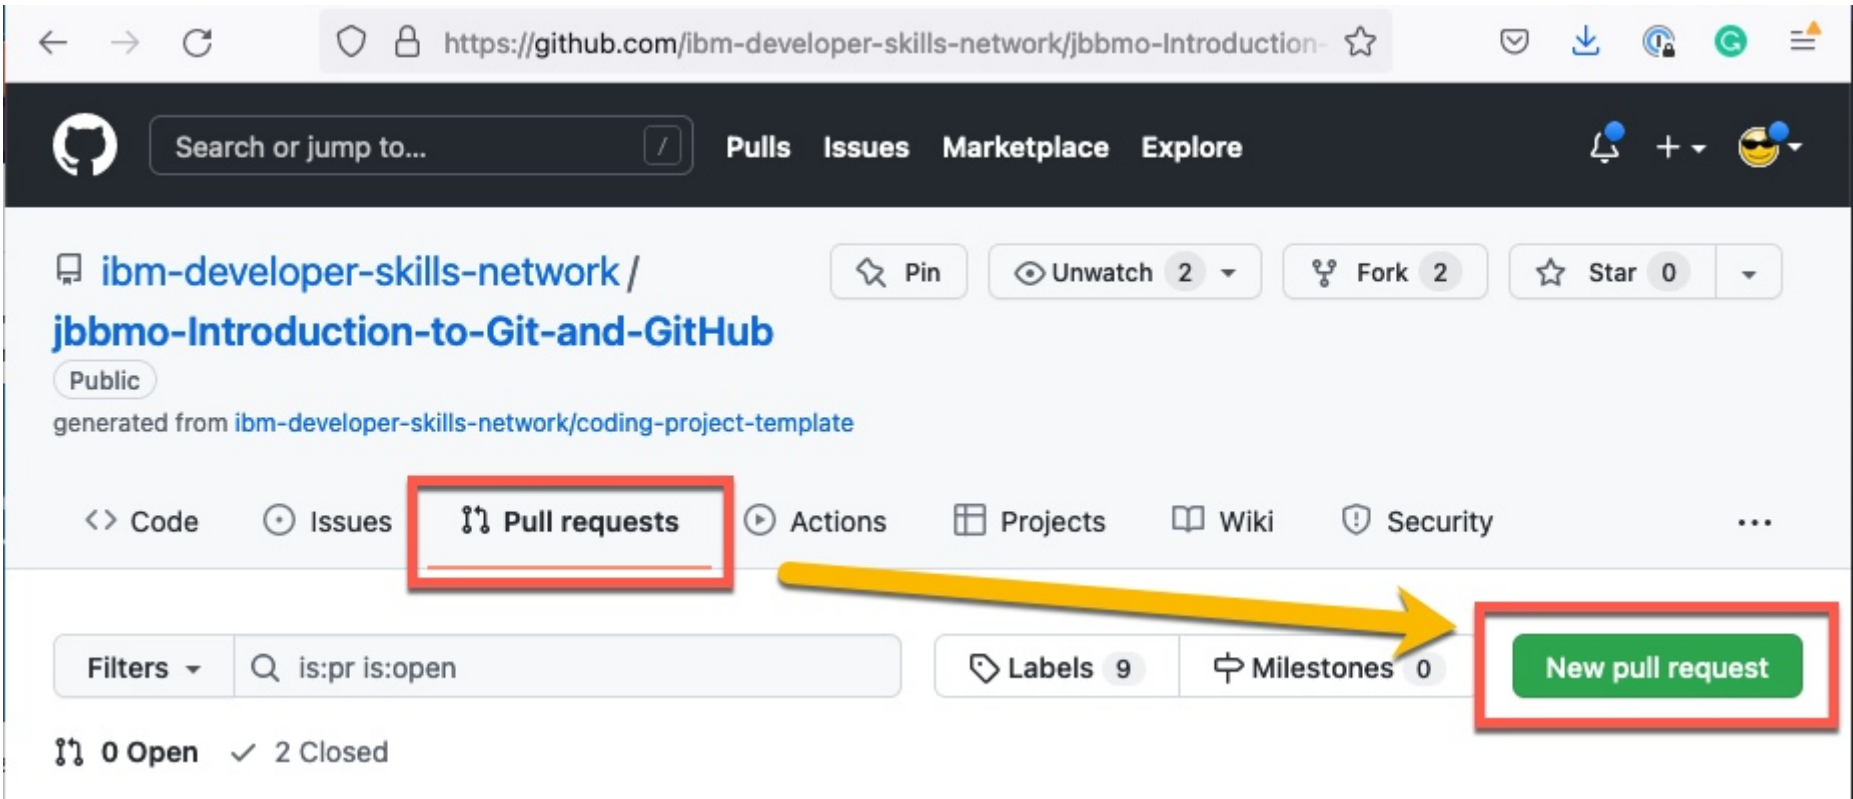 https://github.com/ibm-developer-skills-network/jbbmo-Introduction-
Search or jump to... / Pulls Issues Marketplace Explore
ibm-developer-skills-network / Pin Unwatch 2 Fork 2 Star 0
jbbmo-Introduction-to-Git-and-GitHub
Public
generated from ibm-developer-skills-network/coding-project-template
Code Issues Pull requests Actions Projects Wiki Security ...
Filters is:pr is:open Labels 9 Milestones 0 New pull request
0 Open 2 Closed